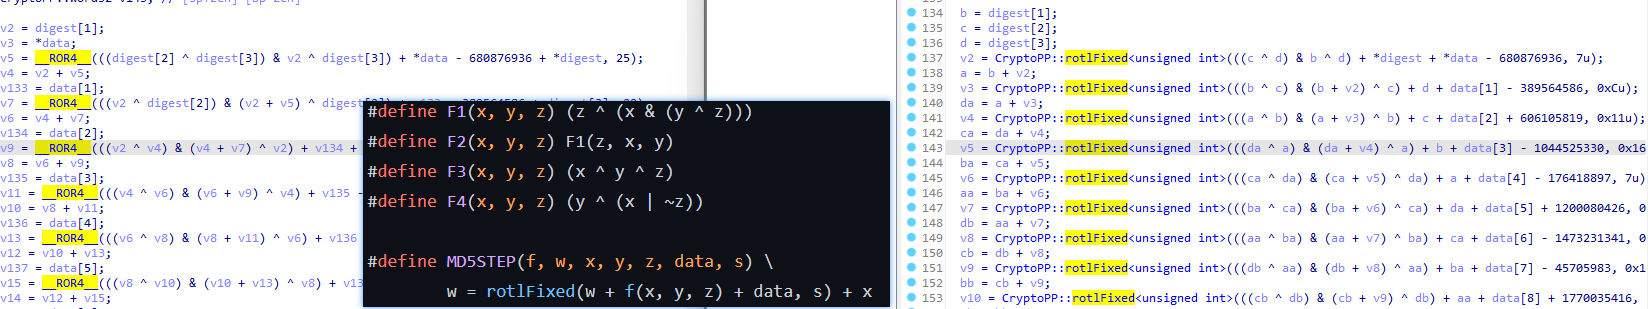 CryptoPP::Word32 v143; // [sp+2Ch] [bp-2Ch]
v2 = digest[1];
v3 = *data;
v5 = __ROR4__(((digest[2] ^ digest[3]) & v2 ^ digest[3]) + *data - 680876936 + *digest, 25);
v4 = v2 + v5;
v133 = data[1];
v7 = __ROR4__(((v2 ^ digest[2]) & (v2 + v5) ^ digest[2]) +
v6 = v4 + v7;
v134 = data[2];
v9 = __ROR4__(((v2 ^ v4) & (v4 + v7) ^ v2) + v134 +
v8 = v6 + v9;
v135 = data[3];
v11 = __ROR4__(((v4 ^ v6) & (v6 + v9) ^ v4) + v135 -
v10 = v8 + v11;
v136 = data[4];
v13 = __ROR4__(((v6 ^ v8) & (v8 + v11) ^ v6) + v136
v12 = v10 + v13;
v137 = data[5];
v15 = __ROR4__(((v8 ^ v10) & (v10 + v13) ^ v8) + v13
v14 = v12 + v15;
#define F1(x, y, z) (z ^ (x & (y ^ z)))
#define F2(x, y, z) F1(z, x, y)
#define F3(x, y, z) (x ^ y ^ z)
#define F4(x, y, z) (y ^ (x | ~z))
#define MD5STEP(f, w, x, y, z, data, s) \
w = rotlFixed(w + f(x, y, z) + data, s) + x
134 b = digest[1];
135 c = digest[2];
136 d = digest[3];
137 v2 = CryptoPP::rotlFixed<unsigned int>(((c ^ d) & b ^ d) + *digest + *data - 680876936, 7u);
138 a = b + v2;
139 v3 = CryptoPP::rotlFixed<unsigned int>(((b ^ c) & (b + v2) ^ c) + d + data[1] - 389564586, 0xCu);
140 da = a + v3;
141 v4 = CryptoPP::rotlFixed<unsigned int>(((a ^ b) & (a + v3) ^ b) + c + data[2] + 606105819, 0x11u);
142 ca = da + v4;
143 v5 = CryptoPP::rotlFixed<unsigned int>(((da ^ a) & (da + v4) ^ a) + b + data[3] - 1044525330, 0x16
144 ba = ca + v5;
145 v6 = CryptoPP::rotlFixed<unsigned int>(((ca ^ da) & (ca + v5) ^ da) + a + data[4] - 176418897, 7u)
146 aa = ba + v6;
147 v7 = CryptoPP::rotlFixed<unsigned int>(((ba ^ ca) & (ba + v6) ^ ca) + da + data[5] + 1200080426, 0
148 db = aa + v7;
149 v8 = CryptoPP::rotlFixed<unsigned int>(((aa ^ ba) & (aa + v7) ^ ba) + ca + data[6] - 1473231341, 0
150 cb = db + v8;
151 v9 = CryptoPP::rotlFixed<unsigned int>(((db ^ aa) & (db + v8) ^ aa) + ba + data[7] - 45705983, 0x1
152 bb = cb + v9;
153 v10 = CryptoPP::rotlFixed<unsigned int>(((cb ^ db) & (cb + v9) ^ db) + aa + data[8] + 1770035416,